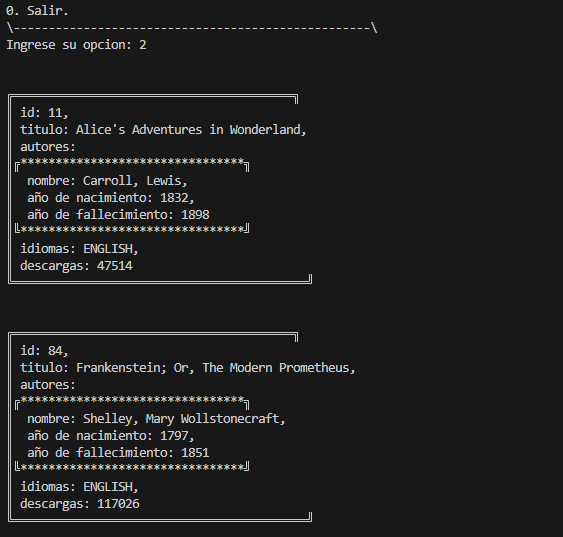 0. Salir.
\---------------------------------------------------\
Ingrese su opcion: 2
id: 11,
titulo: Alice's Adventures in Wonderland,
autores:
********************************
nombre: Carroll, Lewis,
año de nacimiento: 1832,
año de fallecimiento: 1898
********************************
idiomas: ENGLISH,
descargas: 47514
id: 84,
titulo: Frankenstein; Or, The Modern Prometheus,
autores:
********************************
nombre: Shelley, Mary Wollstonecraft,
año de nacimiento: 1797,
año de fallecimiento: 1851
********************************
idiomas: ENGLISH,
descargas: 117026